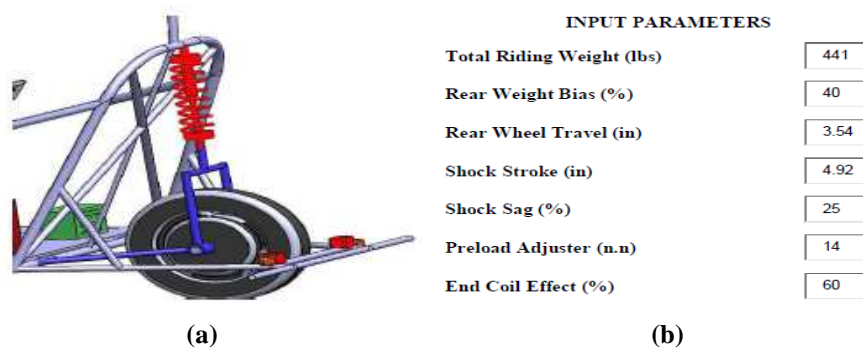 INPUT PARAMETERS
Total Riding Weight (lbs) 441
Rear Weight Bias (%) 40
Rear Wheel Travel (in) 3.54
Shock Stroke (in) 4.92
Shock Sag (%) 25
Preload Adjuster (n.n) 14
End Coil Effect (%) 60
(a) (b)